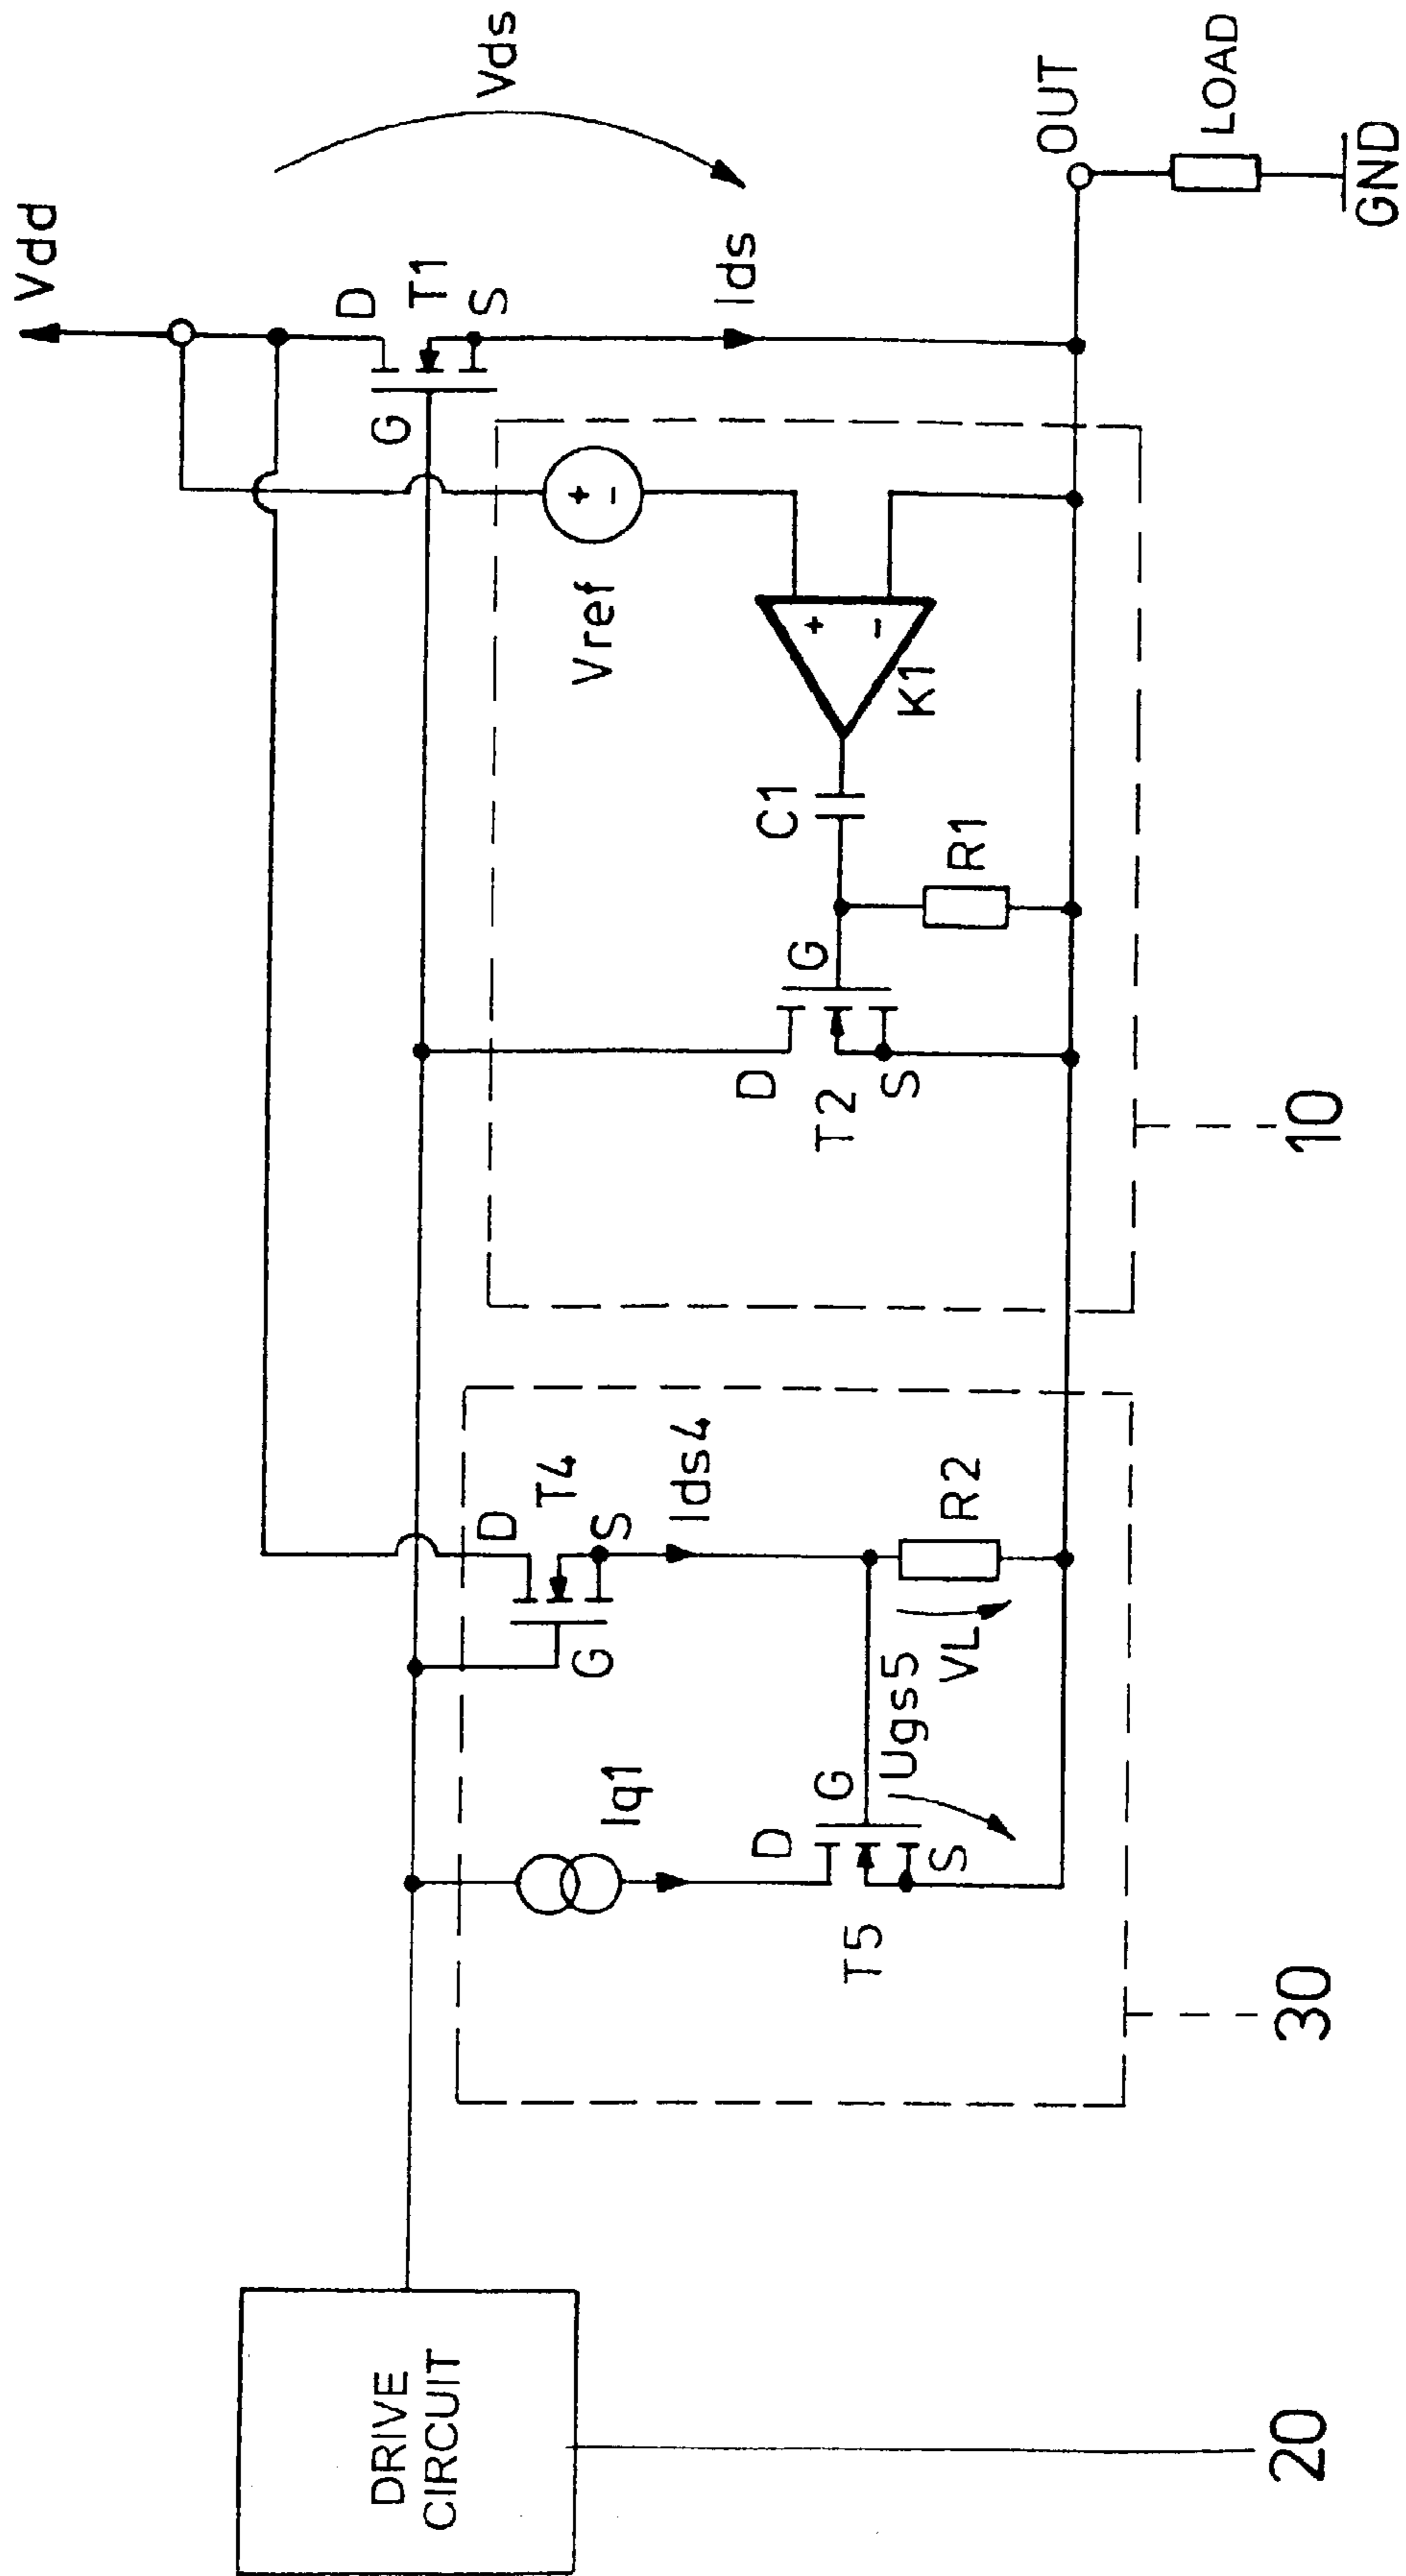 Vdd
Vds
D
T1
G
S
Ids
OUT
LOAD
GND
+
-
Vref
+
-
K1
C1
R1
G
D
T2
S
10
D
T4
S
G
Ids4
R2
VL
Ugs5
Iq1
G
D
T5
S
30
DRIVE
CIRCUIT
20